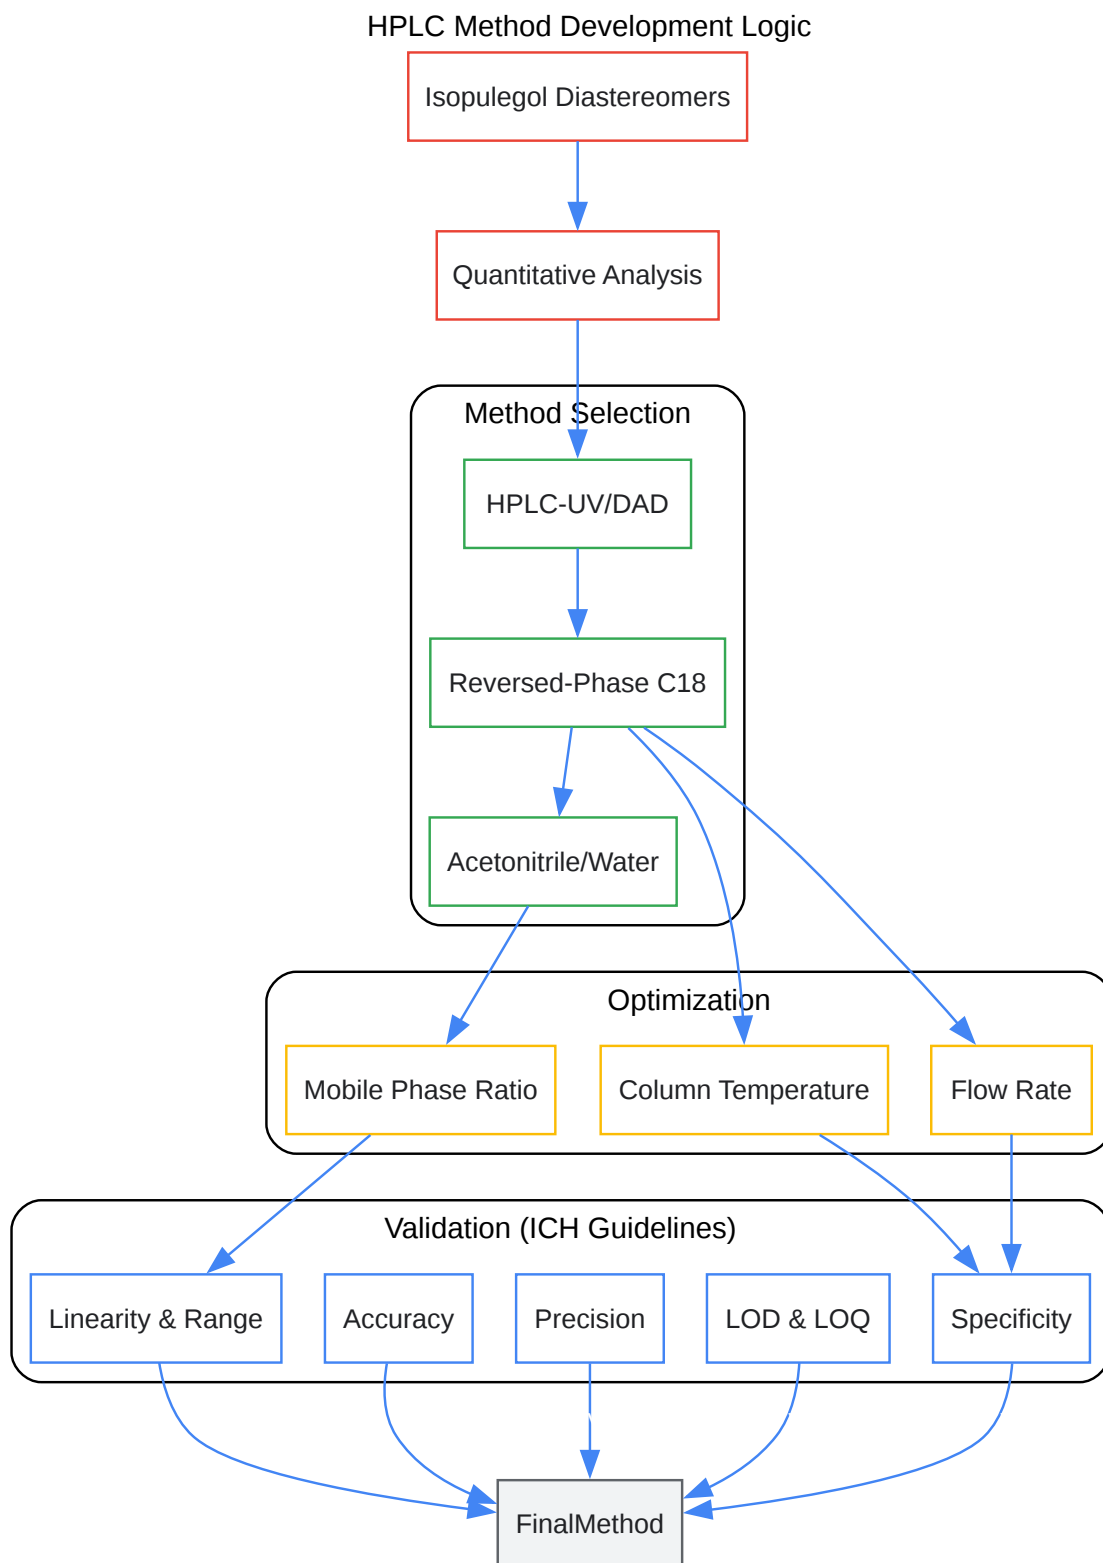 HPLC Method Development Logic
Isopulegol Diastereomers
Quantitative Analysis
Method Selection
HPLC-UV/DAD
Reversed-Phase C18
Acetonitrile/Water
Optimization
Mobile Phase Ratio
Column Temperature
Flow Rate
Validation (ICH Guidelines)
Linearity & Range
Accuracy
Precision
LOD & LOQ
Specificity
FinalMethod